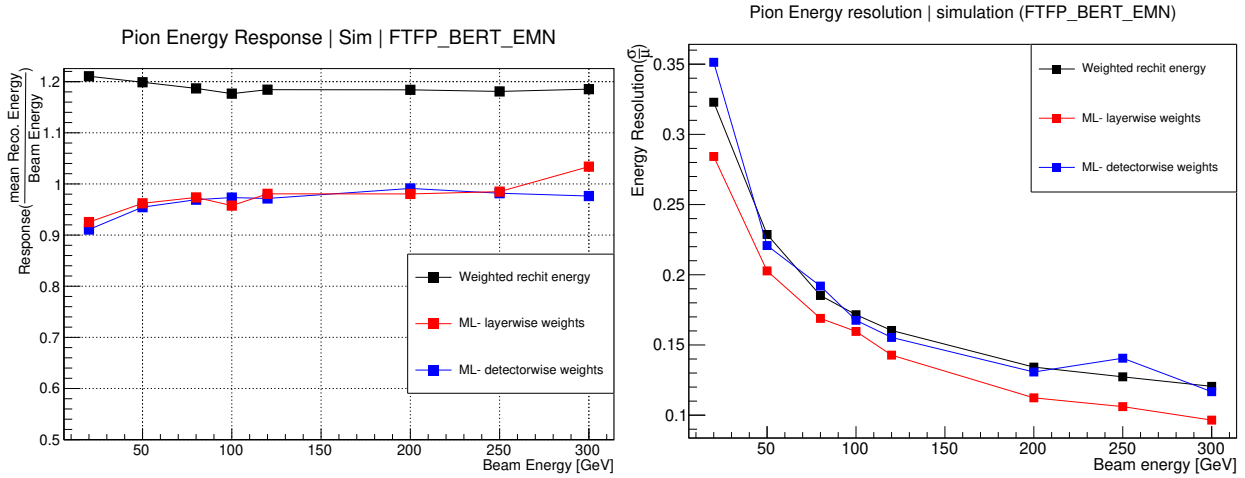 Pion Energy Response | Sim | FTFP_BERT_EMN
Response(mean Reco. Energy/Beam Energy)
1.2
1.1
1
0.9
0.8
0.7
0.6
0.5
Weighted rechit energy
ML- layerwise weights
ML- detectorwise weights
50 100 150 200 250 300
Beam Energy [GeV]
Pion Energy resolution | simulation (FTFP_BERT_EMN)
Energy Resolution(σ/μ)
0.35
0.3
0.25
0.2
0.15
0.1
Weighted rechit energy
ML- layerwise weights
ML- detectorwise weights
50 100 150 200 250 300
Beam energy [GeV]